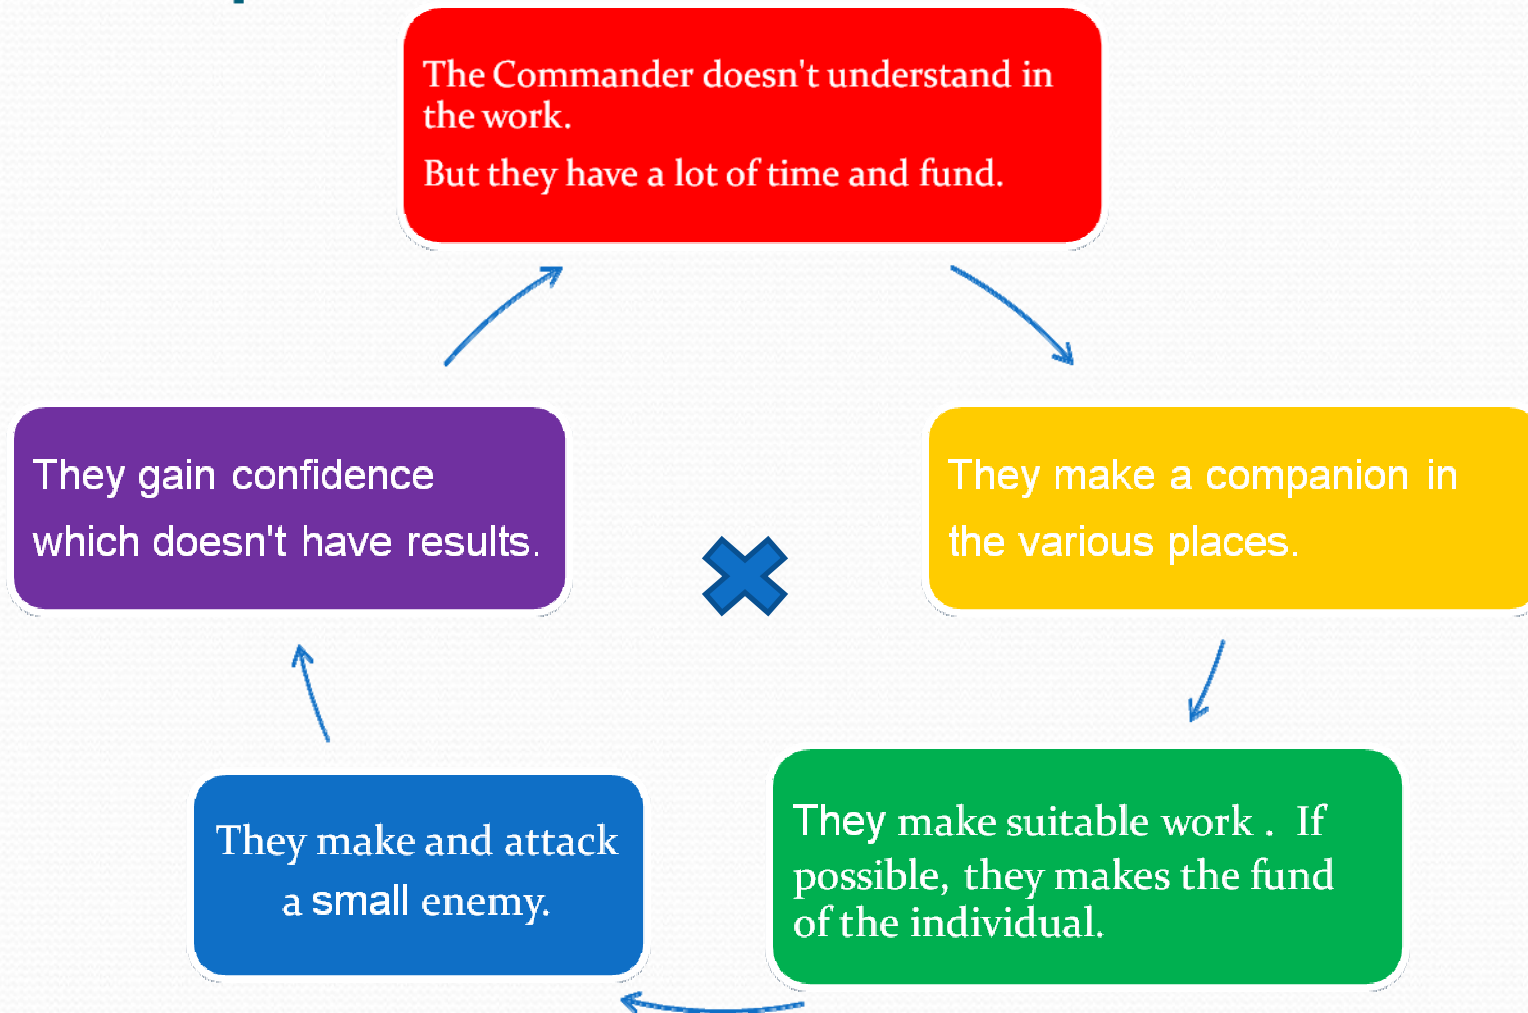 The Commander doesn't understand in
the work.
But they have a lot of time and fund.
They make a companion in
the various places.
They make suitable work . If
possible, they makes the fund
of the individual.
They make and attack
a small enemy.
They gain confidence
which doesn't have results.